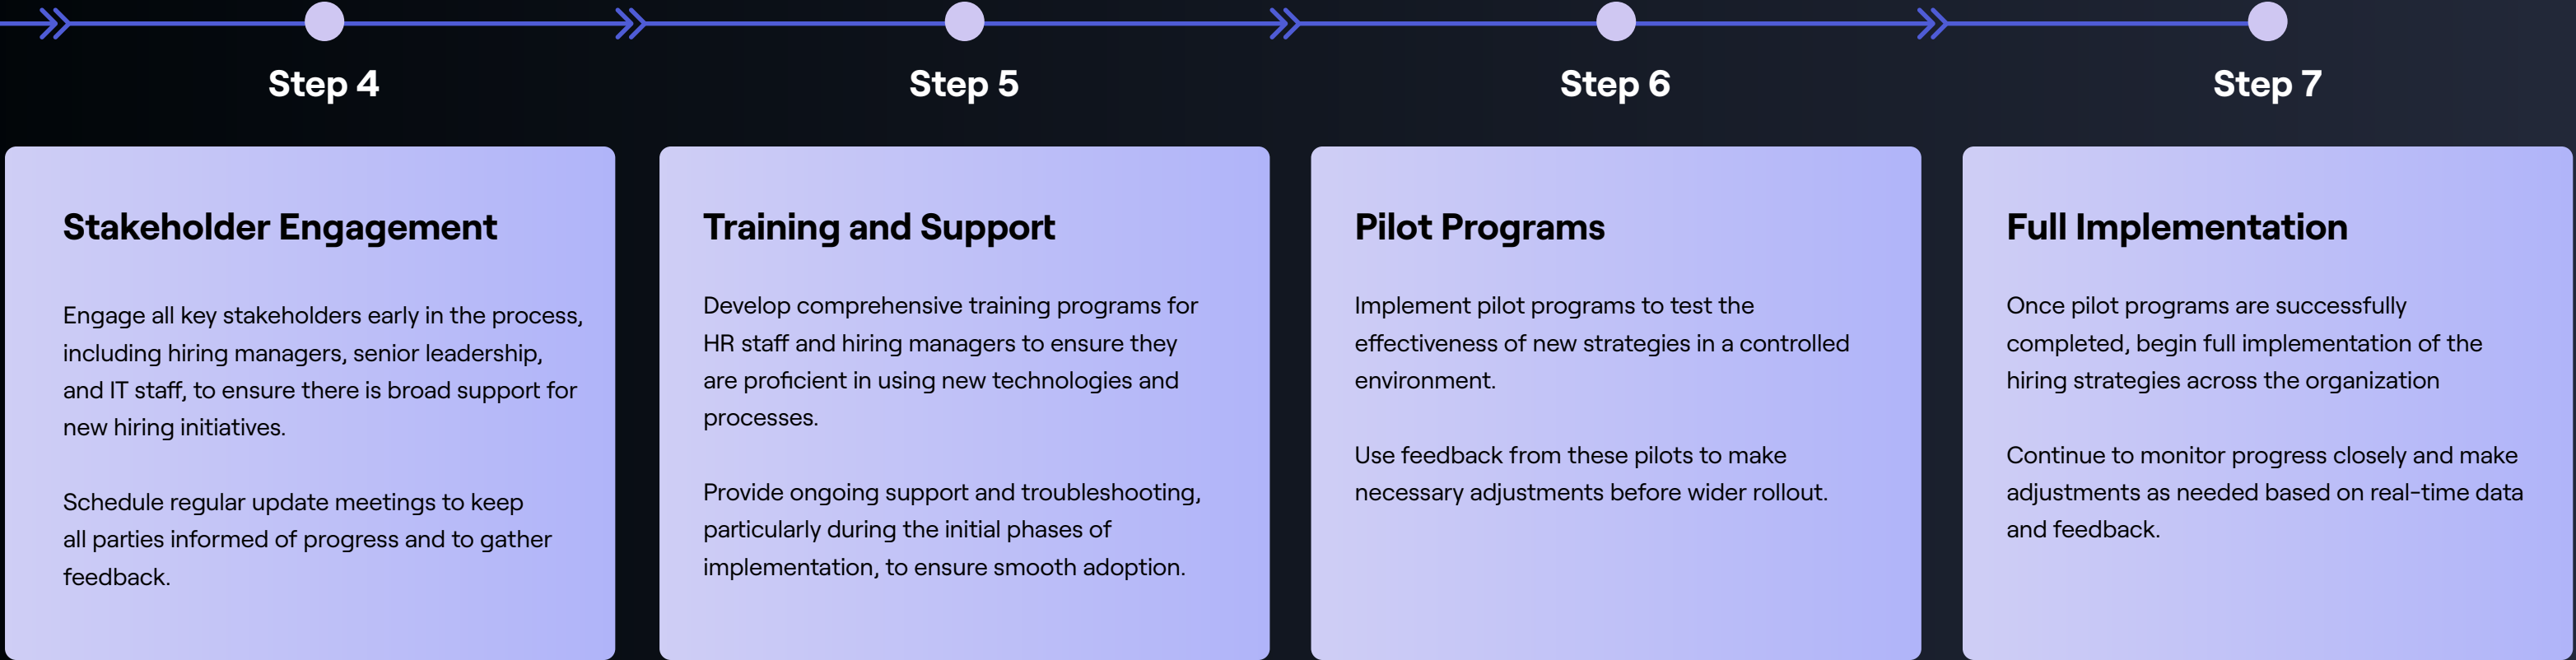 Step 4
Stakeholder Engagement
Engage all key stakeholders early in the process,
including hiring managers, senior leadership,
and IT staff, to ensure there is broad support for
new hiring initiatives.
Schedule regular update meetings to keep
all parties informed of progress and to gather
feedback.
Step 5
Training and Support
Develop comprehensive training programs for
HR staff and hiring managers to ensure they
are proficient in using new technologies and
processes.
Provide ongoing support and troubleshooting,
particularly during the initial phases of
implementation, to ensure smooth adoption.
Step 6
Pilot Programs
Implement pilot programs to test the
effectiveness of new strategies in a controlled
environment.
Use feedback from these pilots to make
necessary adjustments before wider rollout.
Step 7
Full Implementation
Once pilot programs are successfully
completed, begin full implementation of the
hiring strategies across the organization
Continue to monitor progress closely and make
adjustments as needed based on real-time data
and feedback.